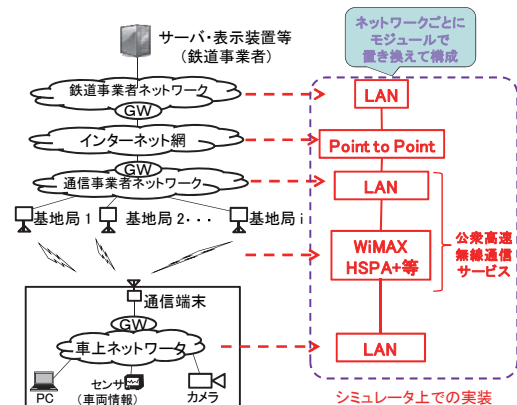 サーバ・表示装置等
(鉄道事業者)
ネットワークごとに
モジュールで
置き換えて構成
鉄道事業者ネットワーク
GW
LAN
インターネット網
Point to Point
GW
通信事業者ネットワーク
LAN
基地局 1
基地局 2・・・
基地局 i
WiMAX
HSPA+等
公衆高速
無線通信
サービス
通信端末
GW
車上ネットワーク
LAN
PC
センサ
(車両情報)
カメラ
シミュレータ上での実装